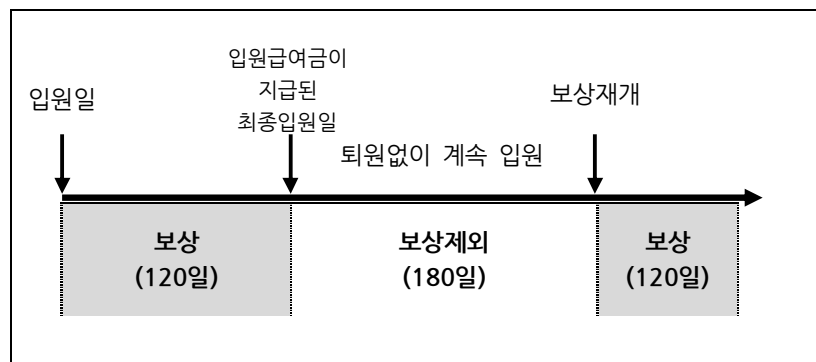 입원일
입원급여금이
지급된
최종입원일
보상재개
퇴원없이 계속 입원
보상
(120일)
보상제외
(180일)
보상
(120일)